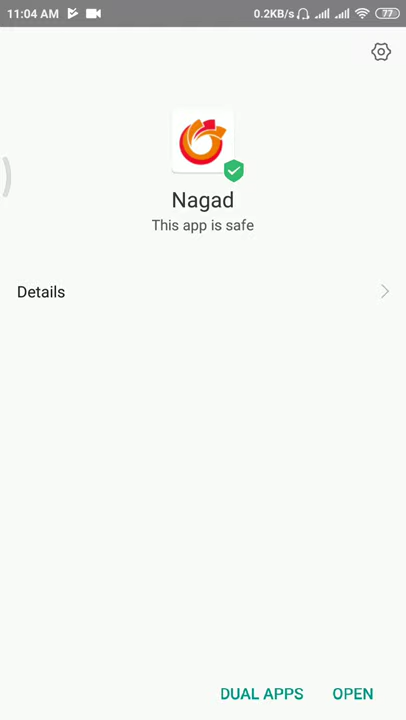 11:04 AM 0.2KB/s 77
Nagad
This app is safe
Details
DUAL APPS OPEN